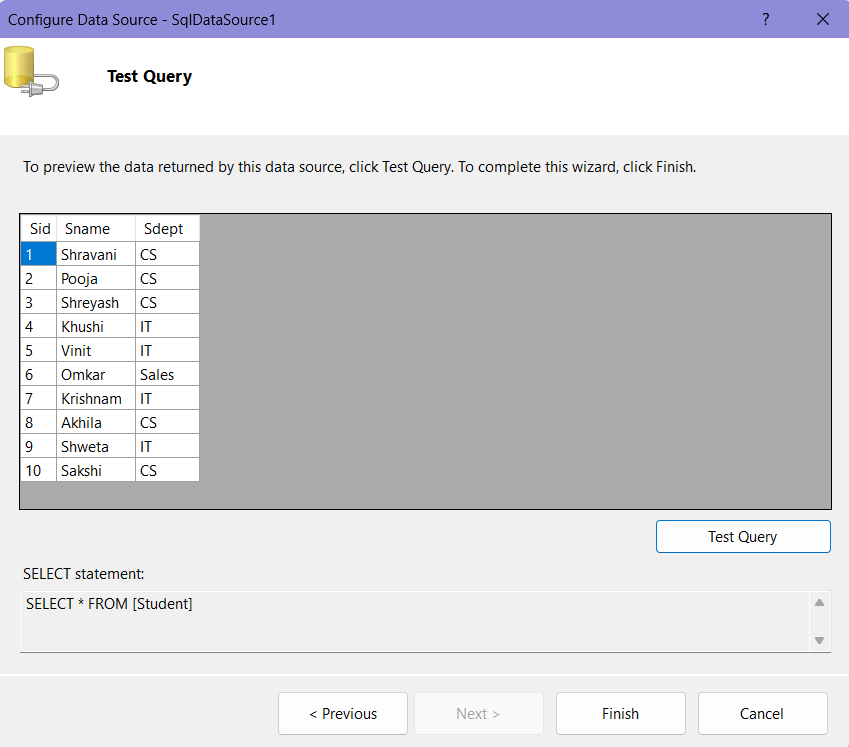 Configure Data Source - SqlDataSource1 ?
Test Query
To preview the data returned by this data source, click Test Query. To complete this wizard, click Finish.
Sid Sname Sdept
1 Shravani CS
2 Pooja CS
3 Shreyash CS
4 Khushi IT
5 Vinit IT
6 Omkar Sales
7 Krishnam IT
8 Akhila CS
9 Shweta IT
10 Sakshi CS
Test Query
SELECT statement:
SELECT * FROM [Student]
< Previous Next > Finish Cancel